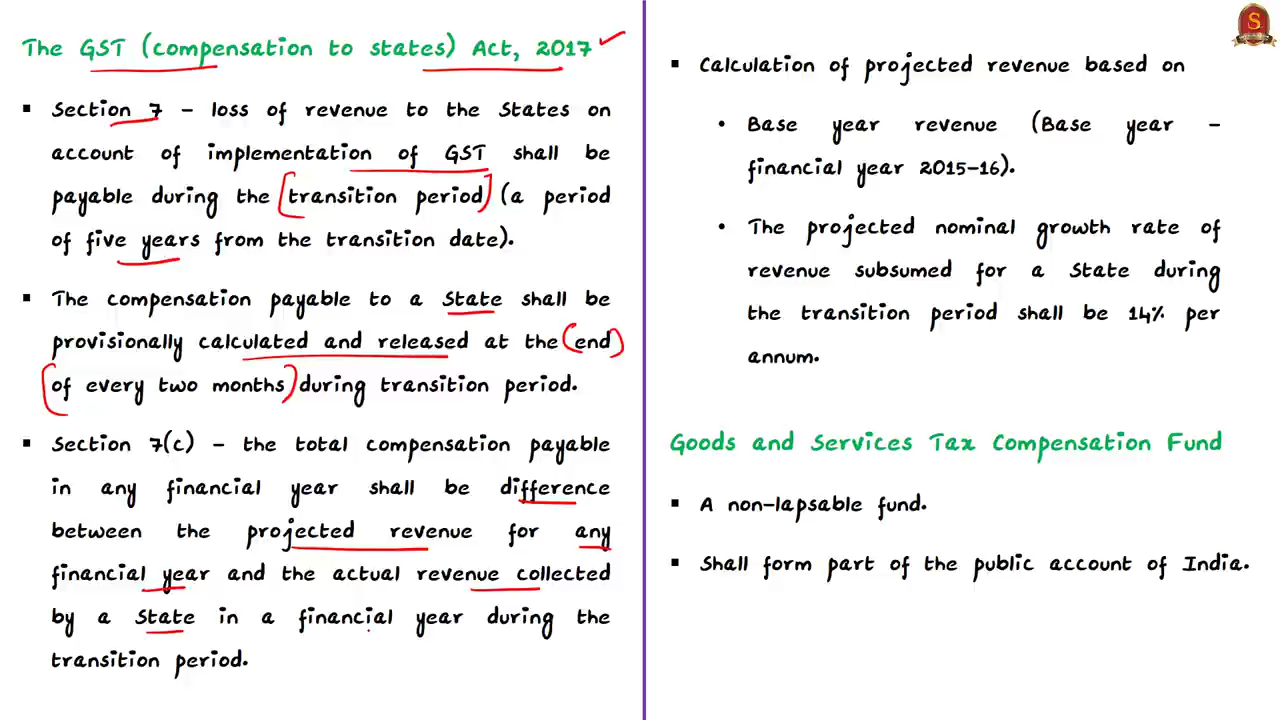 The GST (compensation to states) Act, 2017
▪ Section 7 – loss of revenue to the States on
account of implementation of GST shall be
payable during the transition period (a period
of five years from the transition date).
▪ The compensation payable to a State shall be
provisionally calculated and released at the end
of every two months during transition period.
▪ Section 7(c) – the total compensation payable
in any financial year shall be difference
between the projected revenue for any
financial year and the actual revenue collected
by a State in a financial year during the
transition period.
▪ Calculation of projected revenue based on
• Base year revenue (Base year –
financial year 2015-16).
• The projected nominal growth rate of
revenue subsumed for a State during
the transition period shall be 14% per
annum.
Goods and Services Tax Compensation Fund
▪ A non-lapsable fund.
▪ Shall form part of the public account of India.
S